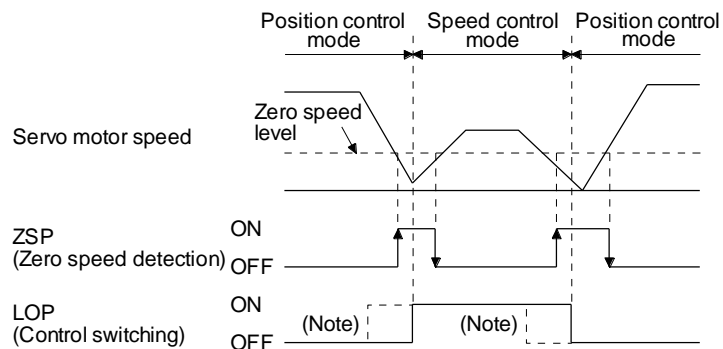 Position control
mode
Speed control
mode
Position control
mode
Zero speed
level
Servo motor speed
ZSP
(Zero speed detection)
ON
OFF
LOP
(Control switching)
ON
OFF
(Note)
(Note)